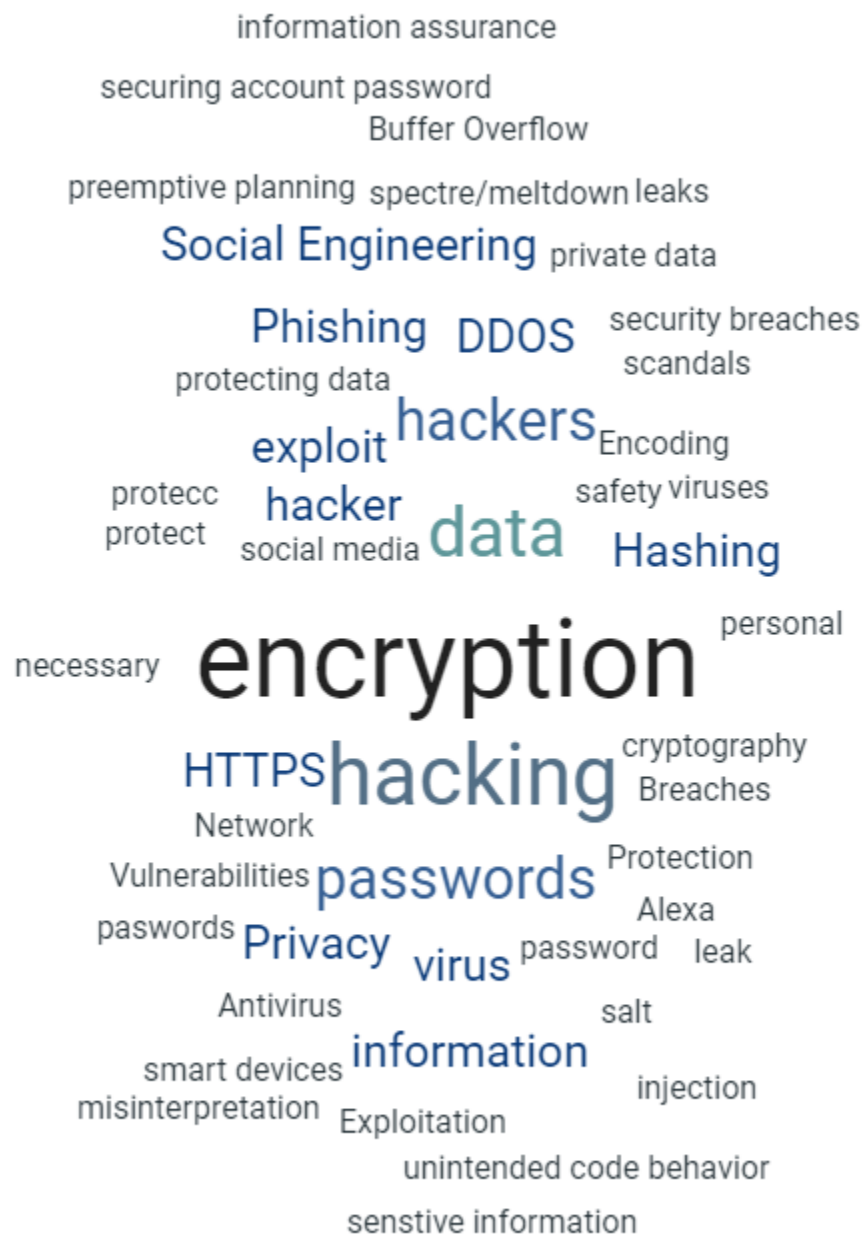 information assurance
securing account password
Buffer Overflow
preemptive planning
spectre/meltdown
leaks
Social Engineering
private data
Phishing
DDOS
security breaches
scandals
protecting data
hackers
exploit
Encoding
protecc
hacker
safety
viruses
protect
social media
data
Hashing
personal
necessary
encryption
HTTPS
hacking
cryptography
Breaches
Network
Vulnerabilities
passwords
Protection
Alexa
paswords
Privacy
virus
password
leak
Antivirus
salt
information
smart devices
injection
misinterpretation
Exploitation
unintended code behavior
senstive information